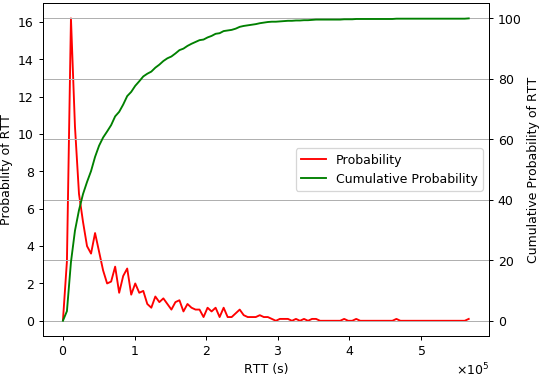 16
14
12
10
8
6
4
2
0
Probability of RTT
100
80
60
40
20
0
Cumulative Probability of RTT
Probability
Cumulative Probability
0 1 2 3 4 5
RTT (s)
×10⁵